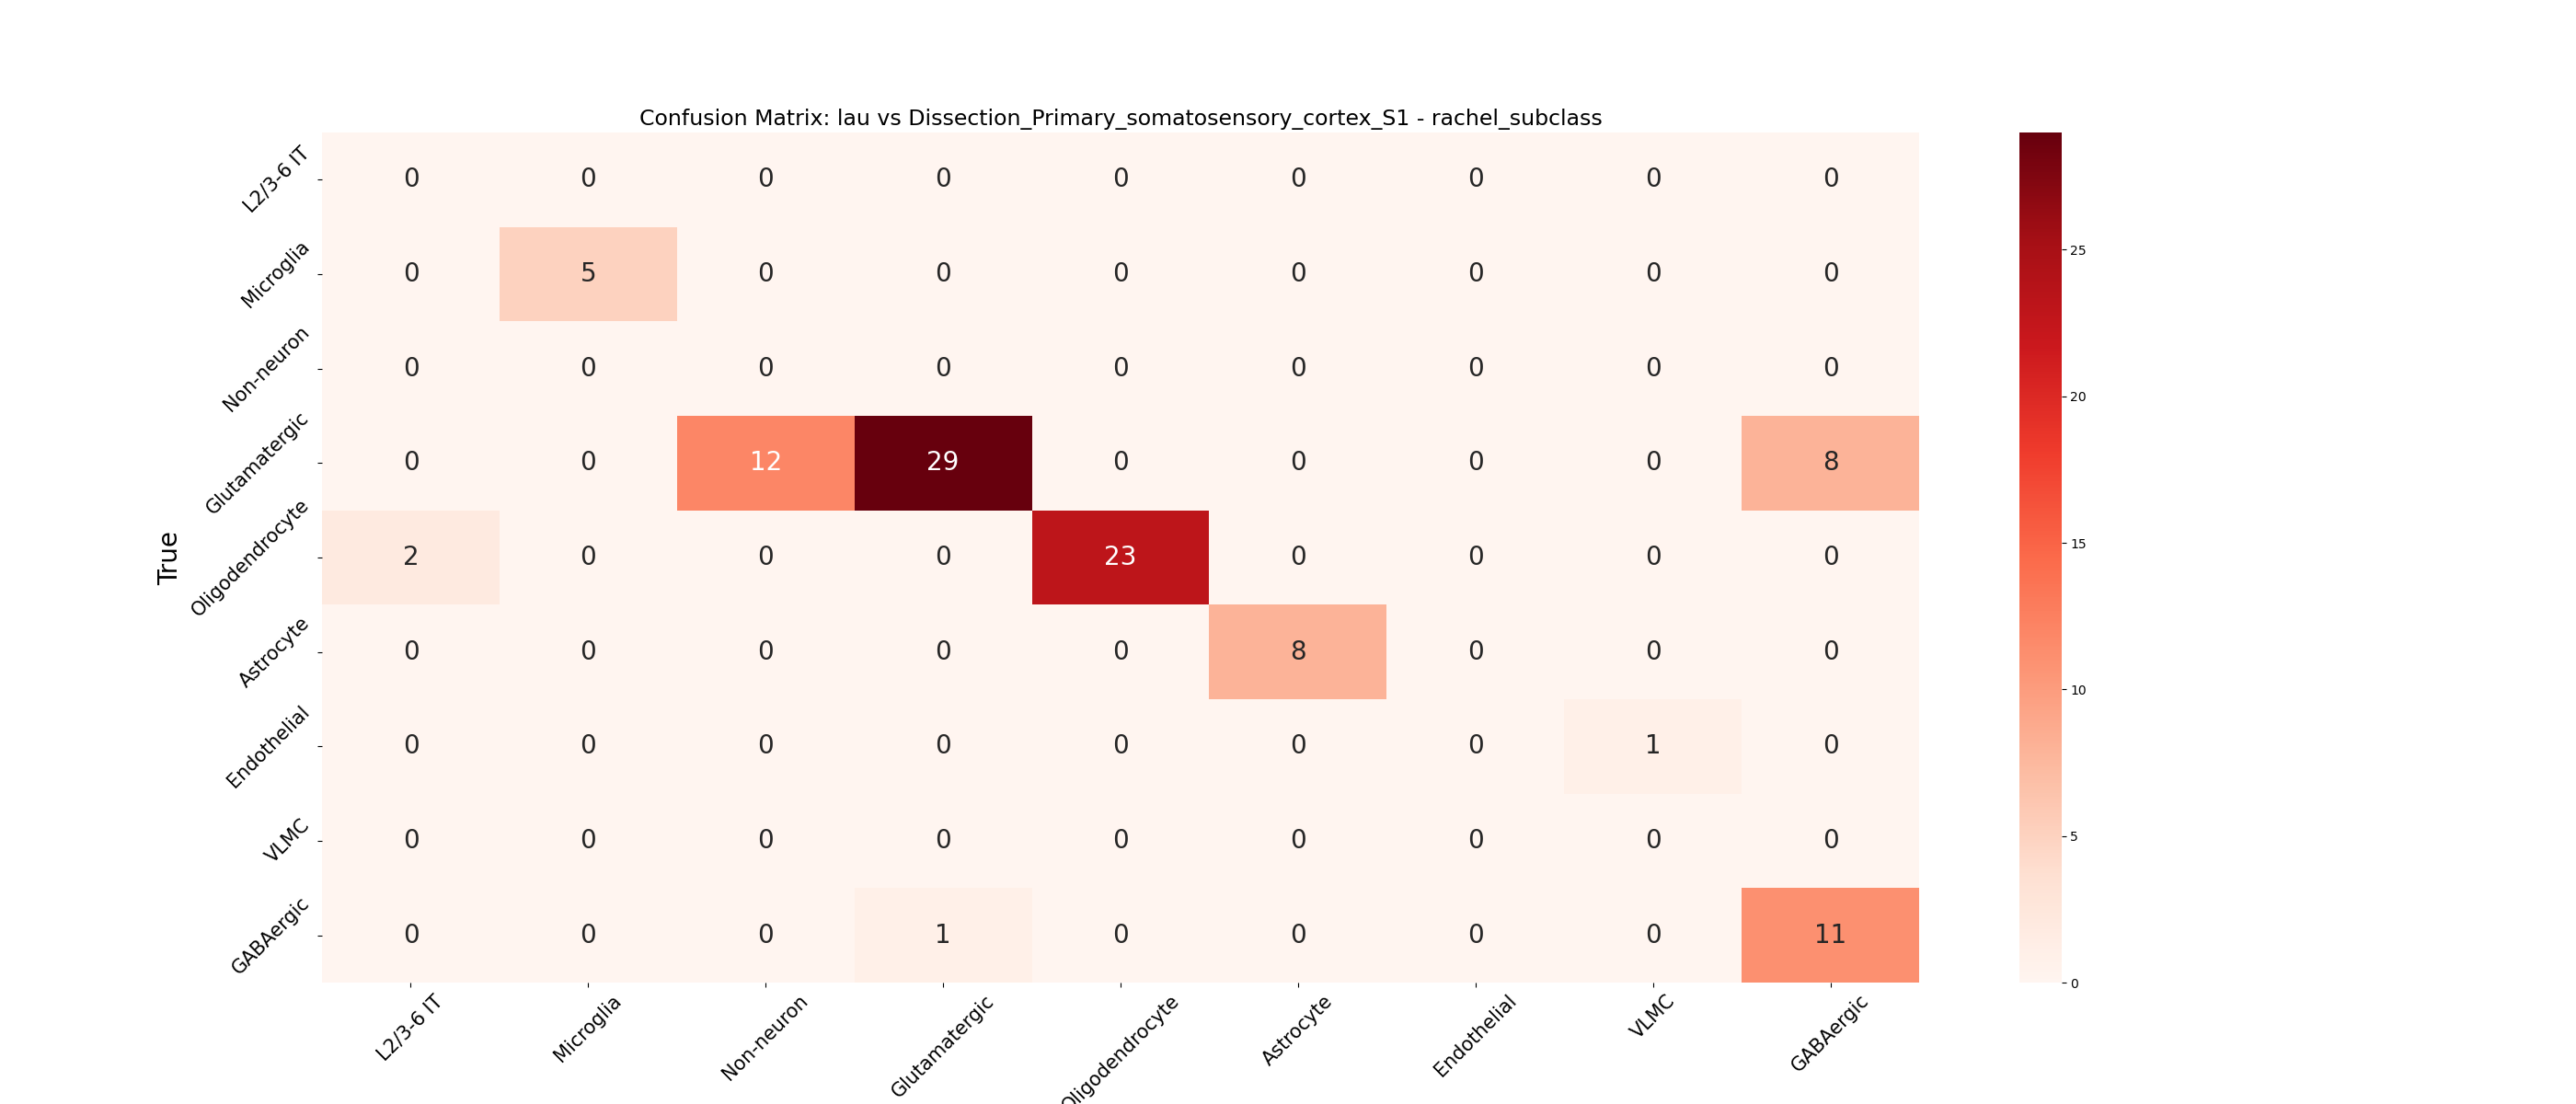 Confusion Matrix: lau vs Dissection_Primary_somatosensory_cortex_S1 - rachel_subclass
True
L2/3-6 IT 0 0 0 0 0 0 0 0 0
Microglia 0 5 0 0 0 0 0 0 0
Non-neuron 0 0 0 0 0 0 0 0 0
Glutamatergic 0 0 12 29 0 0 0 0 8
Oligodendrocyte 2 0 0 0 23 0 0 0 0
Astrocyte 0 0 0 0 0 8 0 0 0
Endothelial 0 0 0 0 0 0 0 1 0
VLMC 0 0 0 0 0 0 0 0 0
GABAergic 0 0 0 1 0 0 0 0 11
L2/3-6 IT Microglia Non-neuron Glutamatergic Oligodendrocyte Astrocyte Endothelial VLMC GABAergic
25
20
15
10
5
0